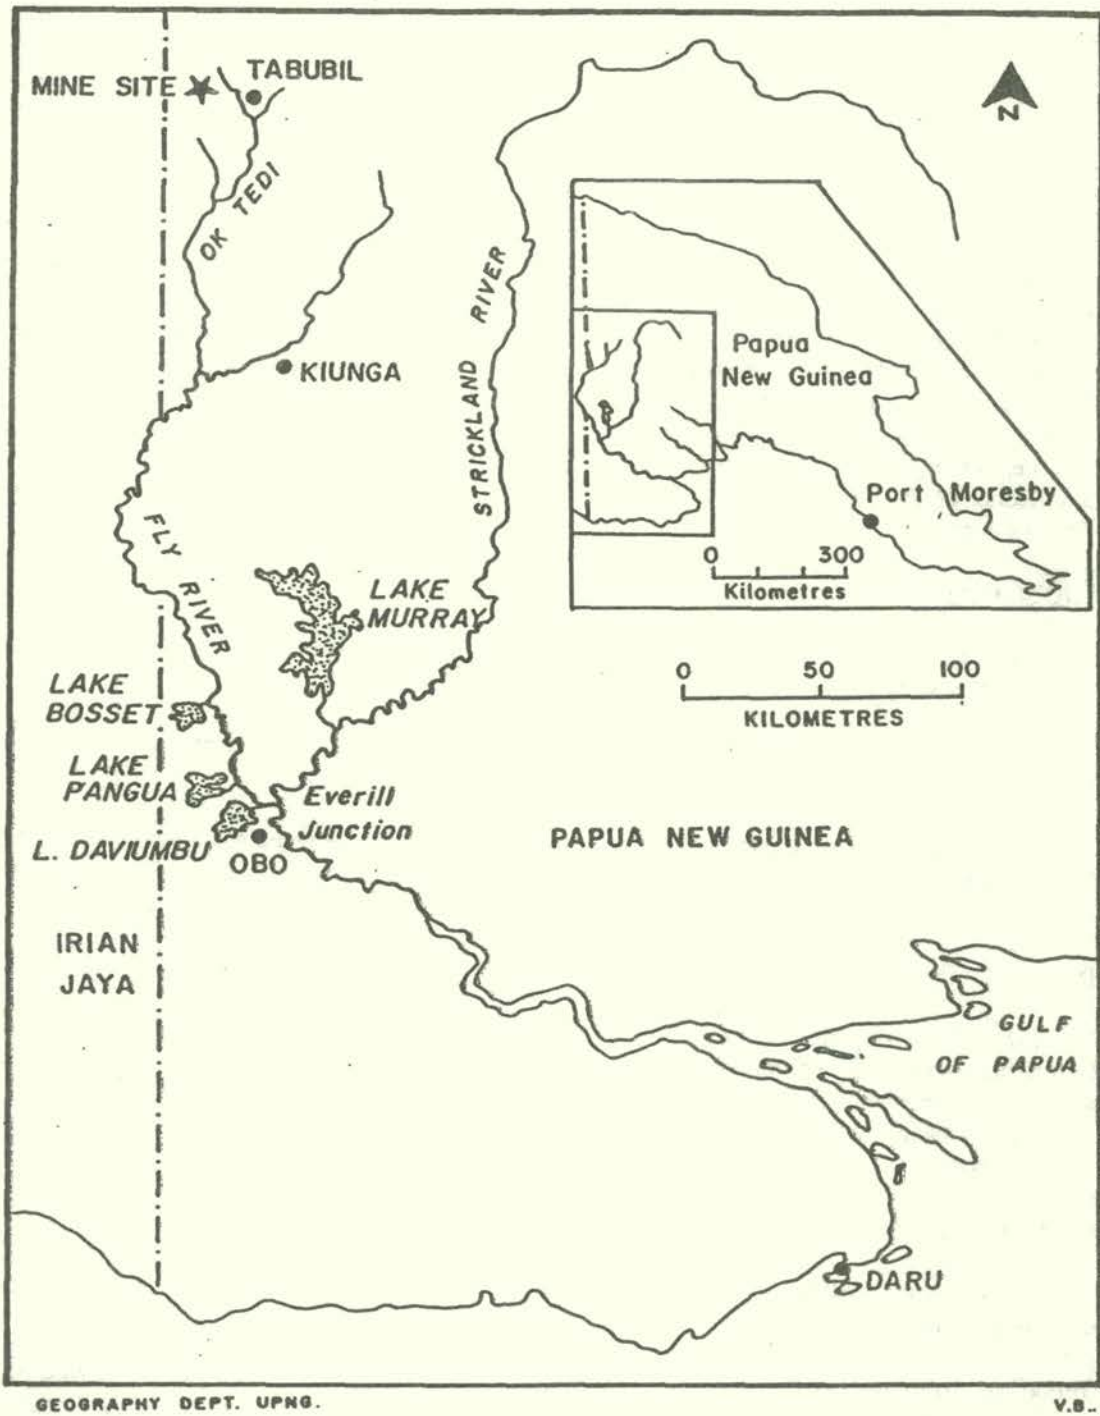 MINE SITE
TABUBIL
N
OK TEDI
KIUNGA
STRICKLAND RIVER
Papua
New Guinea
Port Moresby
0 300
Kilometres
FLY RIVER
LAKE
MURRAY
0 50 100
KILOMETRES
LAKE
BOSSET
LAKE
PANGUA
Everill
Junction
L. DAVIUMBU
OBO
PAPUA NEW GUINEA
IRIAN
JAYA
GULF
OF PAPUA
DARU
GEOGRAPHY DEPT. UPNG.
V.B..